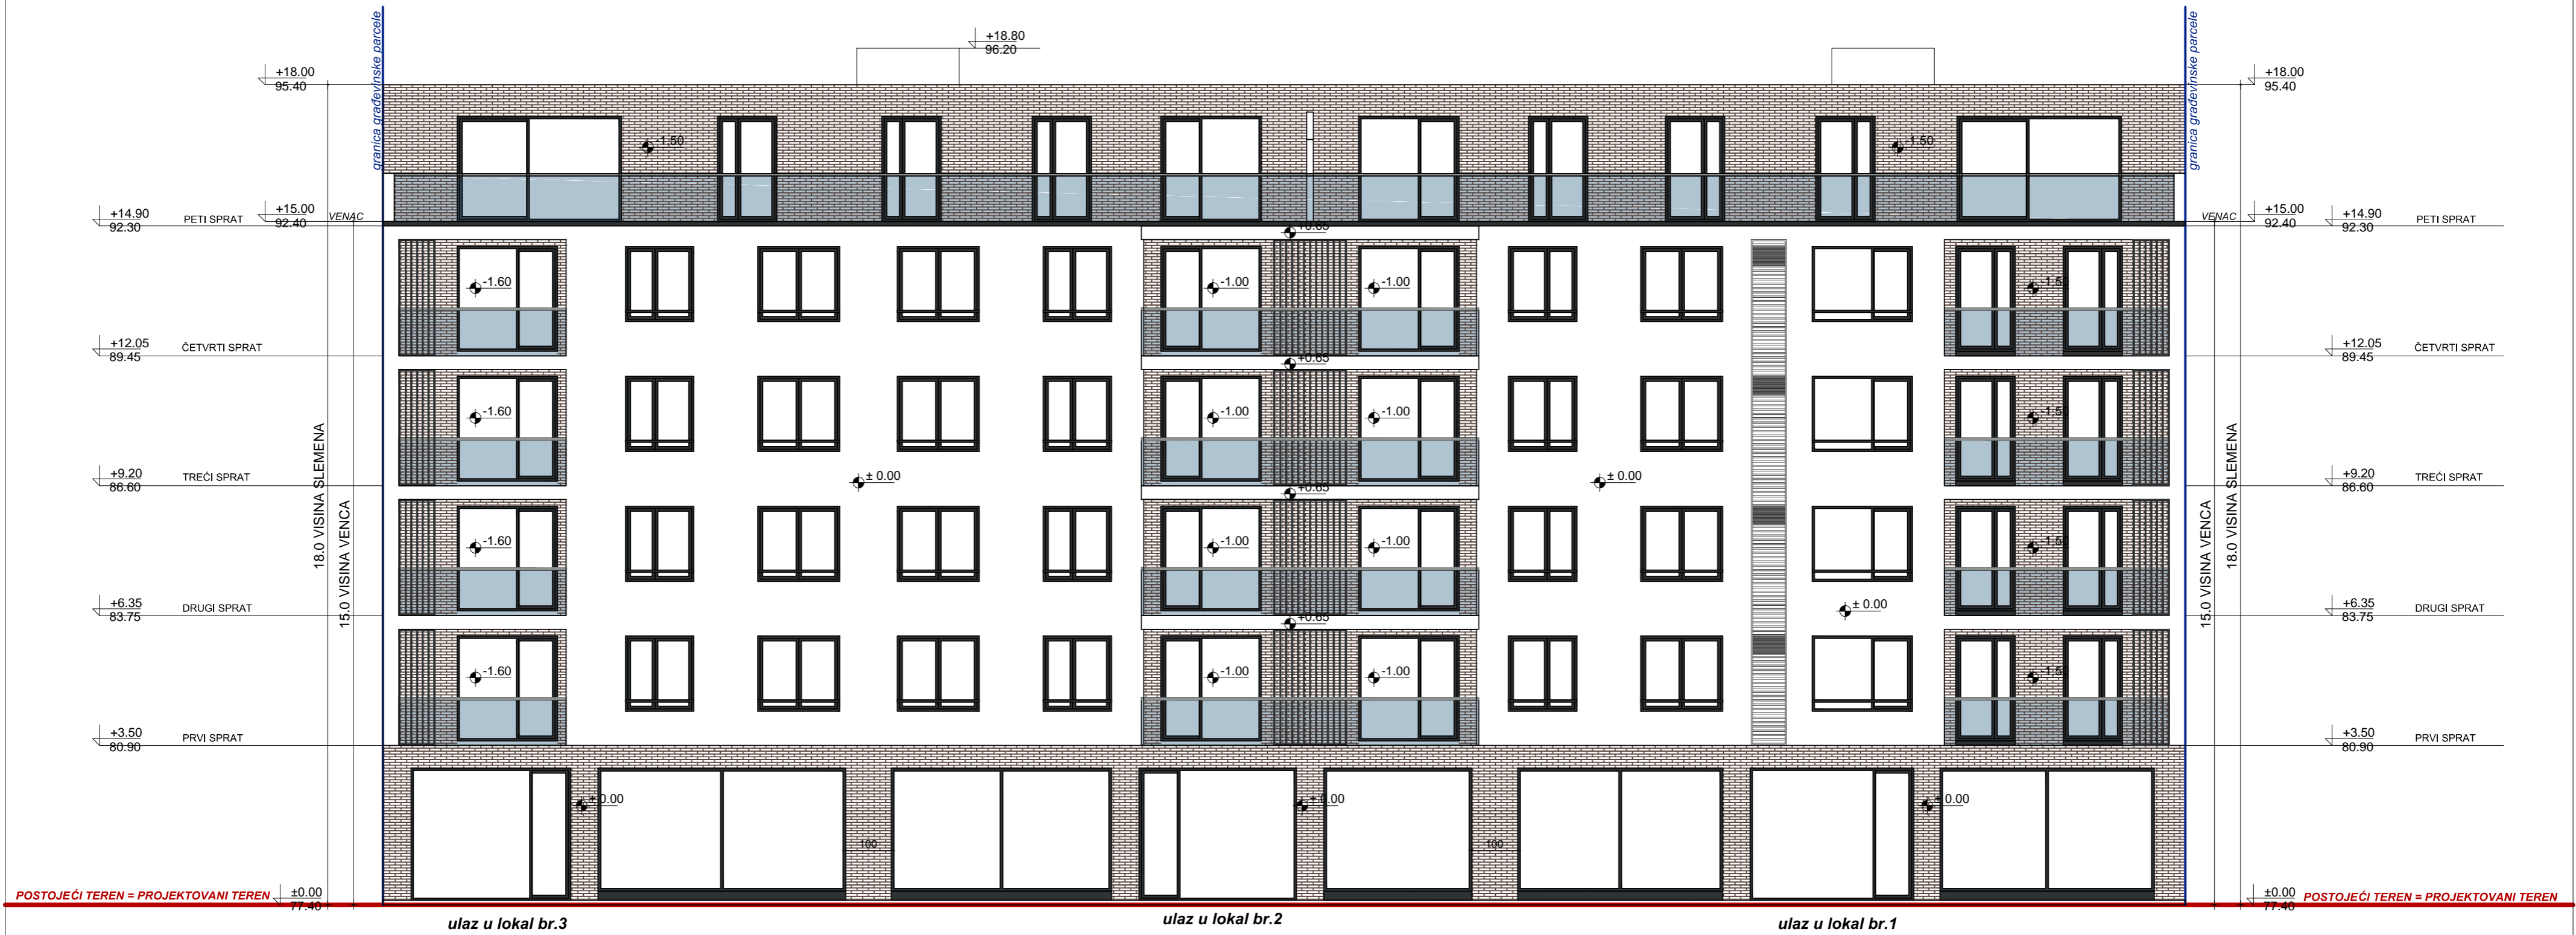 granica građevinske parcele
granica građevinske parcele
+18.80
96.20
+18.00
95.40
+18.00
95.40
-1.50
-1.50
+14.90
92.30
PETI SPRAT
+15.00
92.40
VENAC
VENAC
+15.00
92.40
+14.90
92.30
PETI SPRAT
+0.65
-1.60
-1.00
-1.00
-1.50
+12.05
89.45
ČETVRTI SPRAT
+0.65
+12.05
89.45
ČETVRTI SPRAT
-1.60
-1.00
-1.00
-1.50
18.0 VISINA SLEMENA
15.0 VISINA VENCA
15.0 VISINA VENCA
18.0 VISINA SLEMENA
+9.20
86.60
TREĆI SPRAT
± 0.00
+0.65
± 0.00
+9.20
86.60
TREĆI SPRAT
-1.60
-1.00
-1.00
-1.50
+6.35
83.75
DRUGI SPRAT
+0.65
± 0.00
+6.35
83.75
DRUGI SPRAT
-1.60
-1.00
-1.00
-1.50
+3.50
80.90
PRVI SPRAT
+3.50
80.90
PRVI SPRAT
± 0.00
± 0.00
± 0.00
100
100
POSTOJEĆI TEREN = PROJEKTOVANI TEREN
±0.00
77.40
±0.00
77.40
POSTOJEĆI TEREN = PROJEKTOVANI TEREN
ulaz u lokal br.3
ulaz u lokal br.2
ulaz u lokal br.1